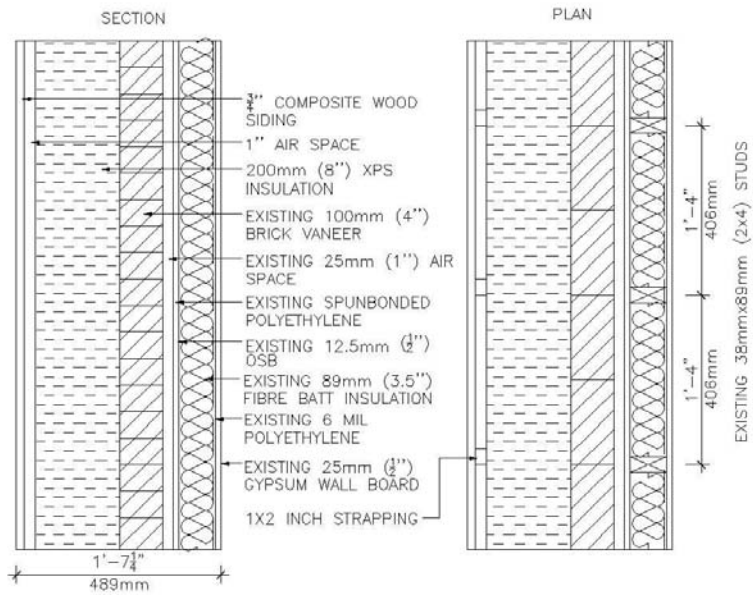 SECTION
PLAN
3/4" COMPOSITE WOOD
SIDING
1" AIR SPACE
200mm (8") XPS
INSULATION
EXISTING 100mm (4")
BRICK VANEER
EXISTING 25mm (1") AIR
SPACE
EXISTING SPUNBONDED
POLYETHYLENE
EXISTING 12.5mm (1/2")
OSB
EXISTING 89mm (3.5")
FIBRE BATT INSULATION
EXISTING 6 MIL
POLYETHYLENE
EXISTING 25mm (1/2")
GYPSUM WALL BOARD
1X2 INCH STRAPPING
1'-7 1/4"
489mm
1'-4"
406mm
1'-4"
406mm
EXISTING 38mmx89mm (2x4) STUDS